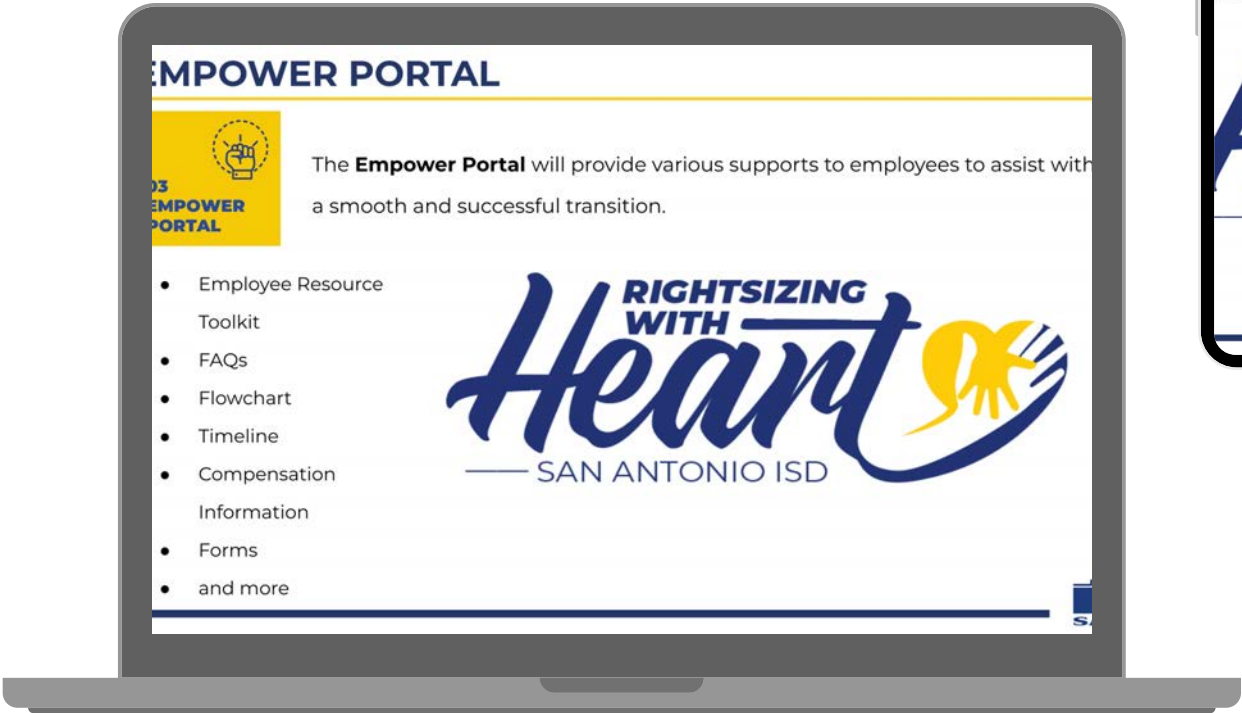 EMPOWER PORTAL
03
EMPOWER
PORTAL
The Empower Portal will provide various supports to employees to assist with
a smooth and successful transition.
● Employee Resource
Toolkit
● FAQs
● Flowchart
● Timeline
● Compensation
Information
● Forms
● and more
RIGHTSIZING
WITH
Heart
SAN ANTONIO ISD